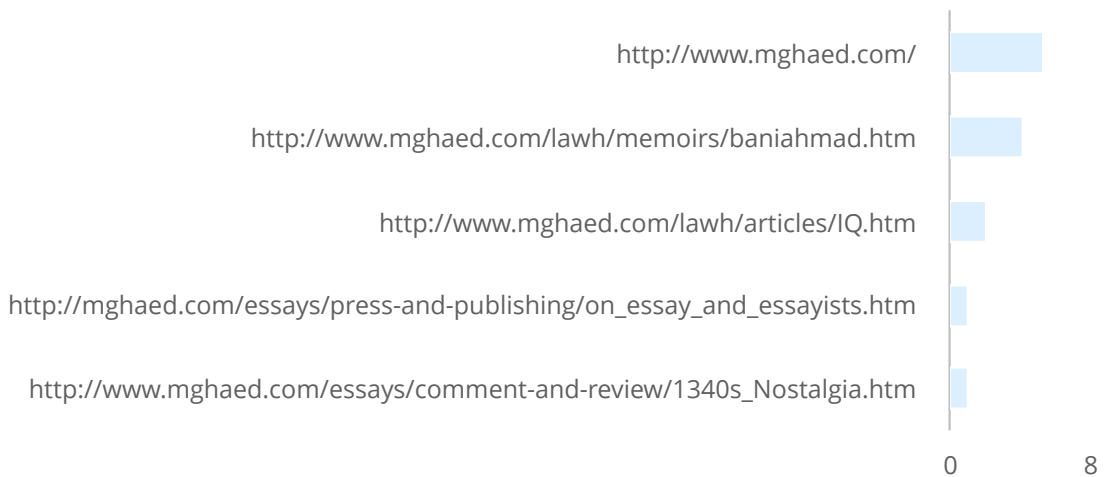 http://www.mghaed.com/
http://www.mghaed.com/lawh/memoirs/baniahmad.htm
http://www.mghaed.com/lawh/articles/IQ.htm
http://mghaed.com/essays/press-and-publishing/on_essay_and_essayists.htm
http://www.mghaed.com/essays/comment-and-review/1340s_Nostalgia.htm
0 8